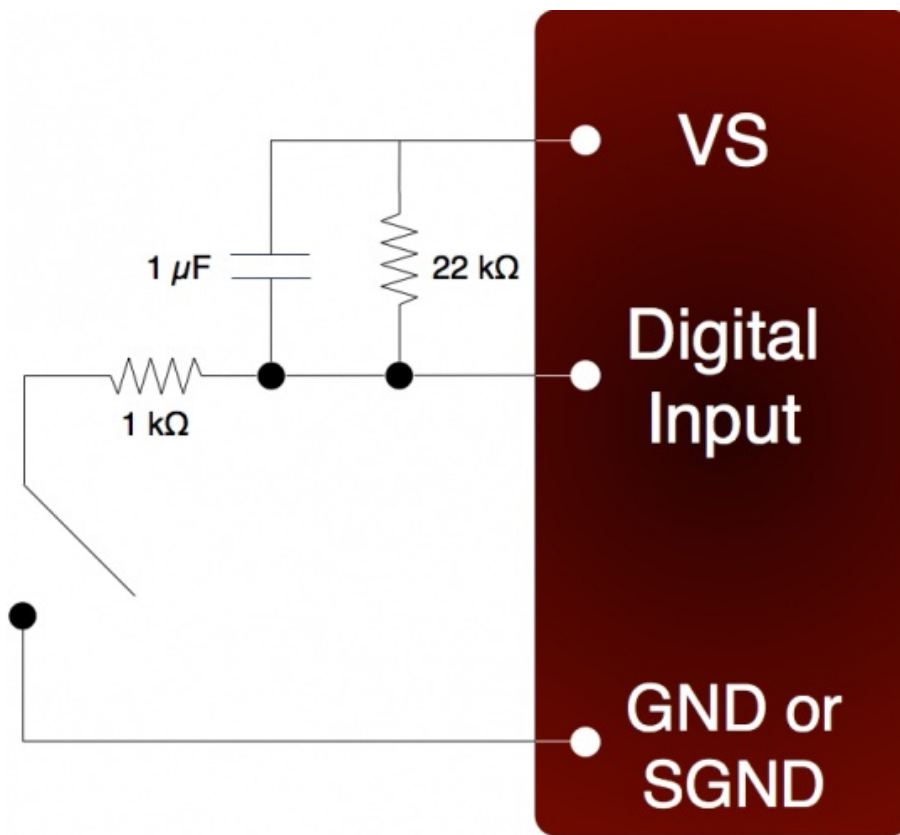 VS
1 µF
22 kΩ
Digital
Input
1 kΩ
GND or
SGND